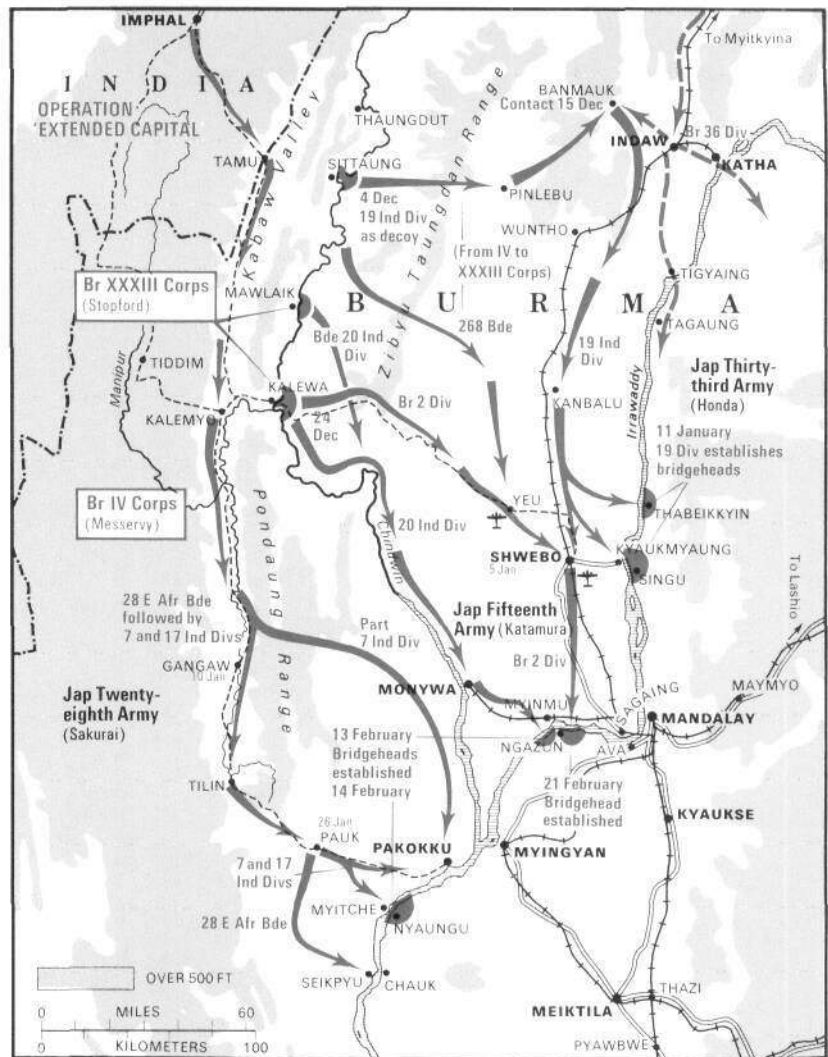 IMPHAL
To Myitkyina
INDIA
OPERATION
'EXTENDED CAPITAL
BANMAUK
Contact 15 Dec
THAUNGDUT
Br 36 Div
INDAW
KATHA
TAMU
Kabaw Valley
SITTAUNG
4 Dec
19 Ind Div
as decoy
PINLEBU
Zibyu Taungdan Range
WUNTHO
(From IV to
XXXIII Corps)
TIGYAING
Br XXXIII Corps
(Stopford)
MAWLAIK
BURMA
TAGAUNG
Bde 20 Ind
Div
268 Bde
19 Ind
Div
Manipur
TIDDIM
Jap Thirty-
third Army
(Honda)
Irrawaddy
KALEWA
KALEMYO
24
Dec
Br 2 Div
KANBALU
11 January
19 Div establishes
bridgeheads
Br IV Corps
(Messervy)
YEU
THABEIKKYIN
Pondaung Range
20 Ind Div
Chindwin
SHWEBO
5 Jan
KYAUKMYAUNG
SINGU
To Lashio
28 E Afr Bde
followed by
7 and 17 Ind Divs
Part
7 Ind Div
Jap Fifteenth
Army (Katamura)
Br 2 Div
GANGAW
10 Jan
Jap Twenty-
eighth Army
(Sakurai)
MONYWA
MYINMU
SAGAING
MAYMYO
MANDALAY
NGAZUN
AVA
13 February
Bridgeheads
established
14 February
TILIN
21 February
Bridgehead
established
KYAUKSE
26 Jan
PAUK
PAKOKKU
MYINGYAN
7 and 17
Ind Divs
MYITCHE
NYAUNGU
28 E Afr Bde
SEIKPYU
CHAUK
OVER 500 FT
MEIKTILA
THAZI
PYAWBWE
0 MILES 60
0 KILOMETERS 100